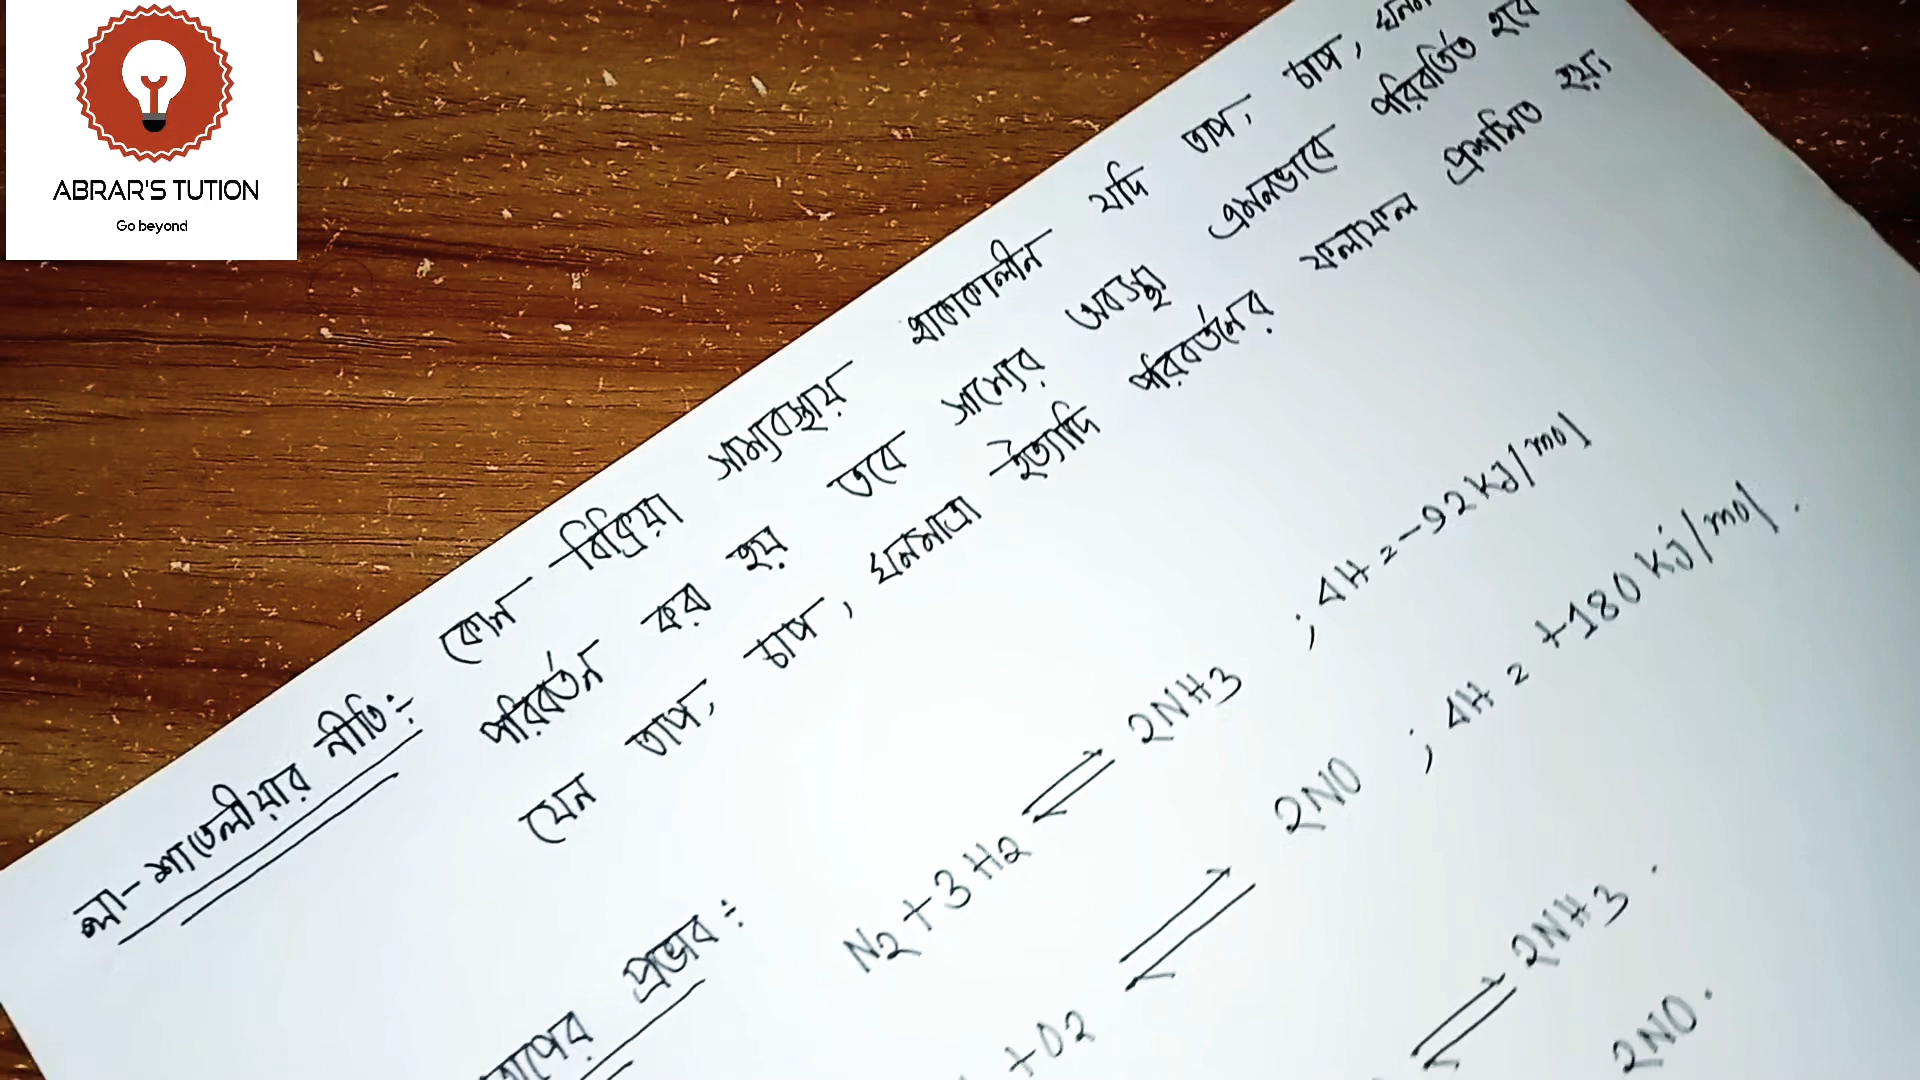 ABRAR'S TUTION
Go beyond
লা-শাতেলীয়ার নীতি: কোন বিক্রিয়া সাম্যবস্থায় থাকাকালীন যদি তাপ, চাপ,
পরিবর্তন করা হয় তবে সাম্যের অবস্থা এমনভাবে পরিবর্তিত হবে
যেন তাপ, চাপ, ঘনমাত্রা ইত্যাদি পরিবর্তনের ফলাফল প্রশমিত হয়।
প্রভাব:
N2+3H2 ⇌ 2NH3 ; ΔH = -92 KJ/mol
+O2 ⇌ 2NO ; ΔH = +180 KJ/mol.
⇌ 2NH3.
2NO.